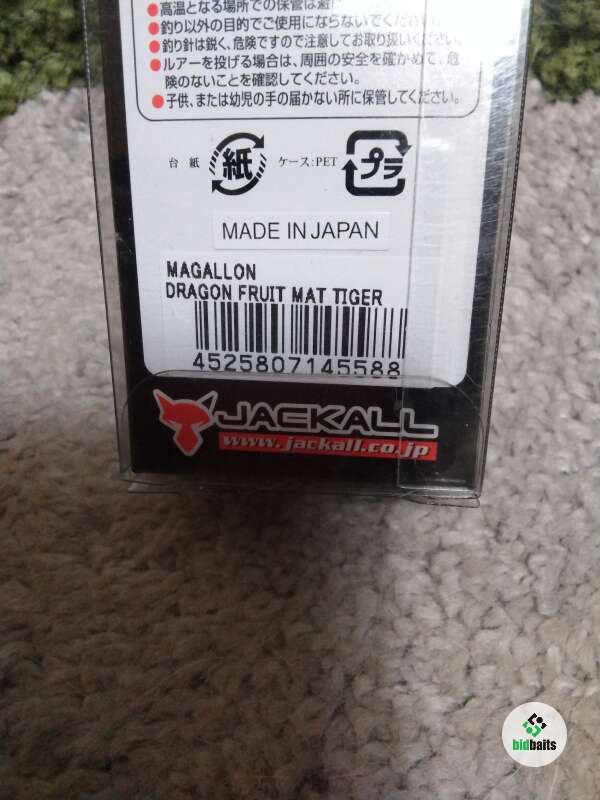 ●高温となる場所での保管は避
●釣り以外の目的でご使用にならないでください。
●釣り針は鋭く、危険ですので注意してお取り扱いください。
●ルアーを投げる場合は、周囲の安全を確かめて、危
険のないことを確認してください。
●子供、または幼児の手の届かない所に保管してください。
台紙 紙 ケース:PET プラ
MADE IN JAPAN
MAGALLON
DRAGON FRUIT MAT TIGER
4525807145588
JACKALL
www.jackall.co.jp
bidbaits